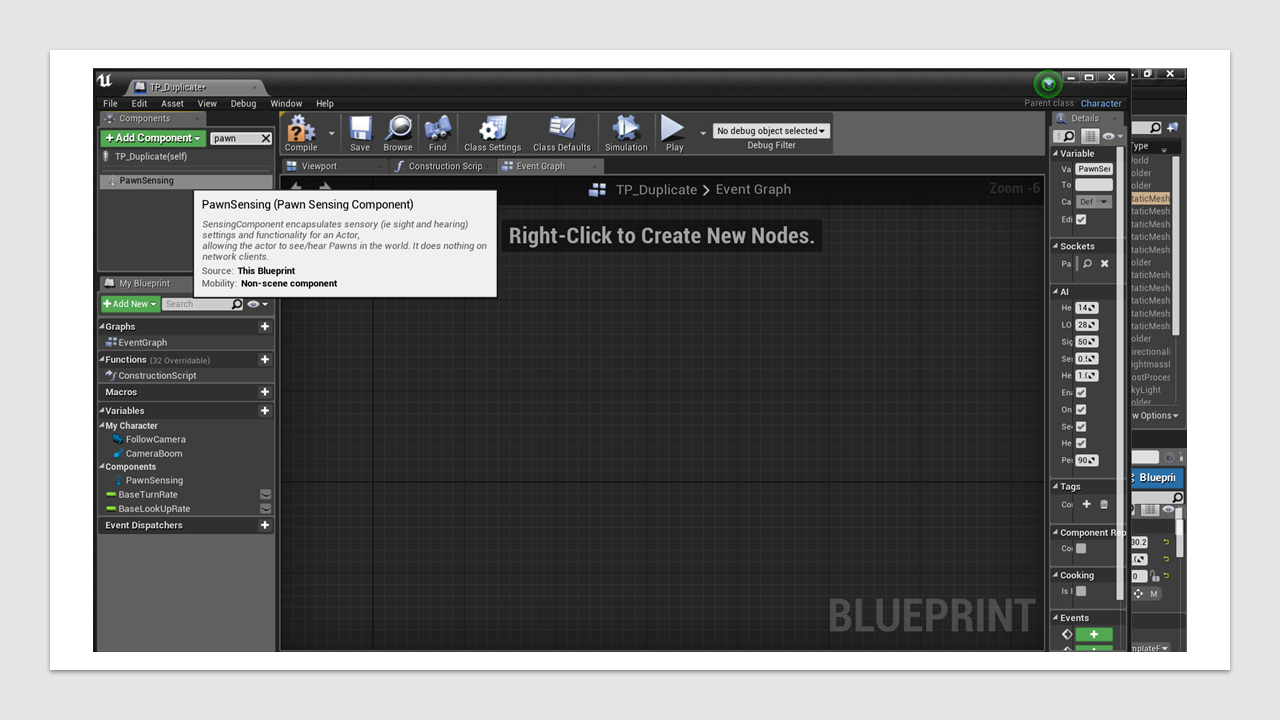 TP_Duplicate*
File Edit Asset View Debug Window Help
Parent class: Character
Components
+ Add Component
pawn
TP_Duplicate(self)
PawnSensing
Compile
Save
Browse
Find
Class Settings
Class Defaults
Simulation
Play
No debug object selected
Debug Filter
Viewport
Construction Scrip
Event Graph
TP_Duplicate > Event Graph
Zoom -6
Right-Click to Create New Nodes.
PawnSensing (Pawn Sensing Component)
SensingComponent encapsulates sensory (ie sight and hearing)
settings and functionality for an Actor,
allowing the actor to see/hear Pawns in the world. It does nothing on
network clients.
Source: This Blueprint
Mobility: Non-scene component
My Blueprint
+Add New
Search
Graphs
EventGraph
Functions (32 Overridable)
ConstructionScript
Macros
Variables
My Character
FollowCamera
CameraBoom
Components
PawnSensing
BaseTurnRate
BaseLookUpRate
Event Dispatchers
BLUEPRINT
Details
Variable
Va PawnSe
To
Ca Def
Edi
Sockets
Pa
AI
He 14
LO 28
Sig 50
Se 0.5
He 1.0
En
On
Se
He
Pe 90
Tags
Co
Component Rep
Co
Cooking
Is I
Events
Type
World
older
older
taticMesh
taticMesh
taticMesh
taticMesh
older
taticMesh
taticMesh
taticMesh
taticMesh
taticMesh
older
irectionall
ightmassI
ostProces
kyLight
older
w Options
Blueprin
30.2
0
M
mplateF